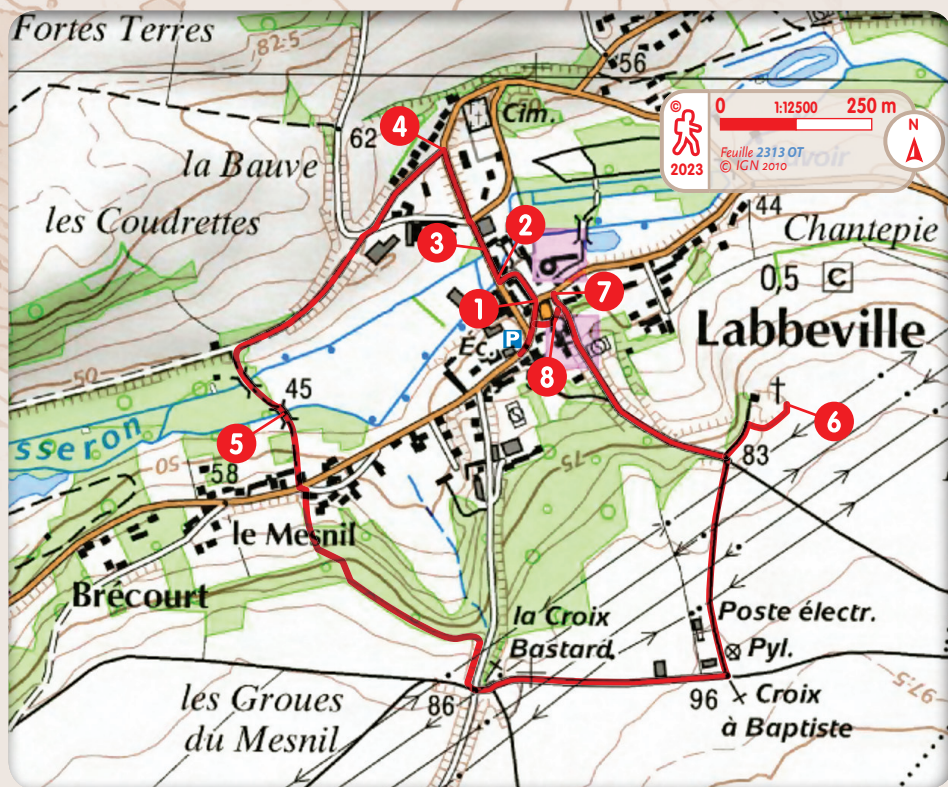 Fortes Terres
82·5
56
Cim.
©
0 1:12500 250 m
N
Feuille 2313 OT
2023
© IGN 2010
4
62
la Bauve
les Coudrettes
44
2
3
Chantepie
0,5 C
1
7
P
Éc.
Labbeville
8
50
45
6
5
sseron
75
83
50
58
le Mesnil
Brécourt
la Croix
Bastard
Poste électr.
Pyl.
les Groues
du Mesnil
86
96
Croix
à Baptiste
97·5